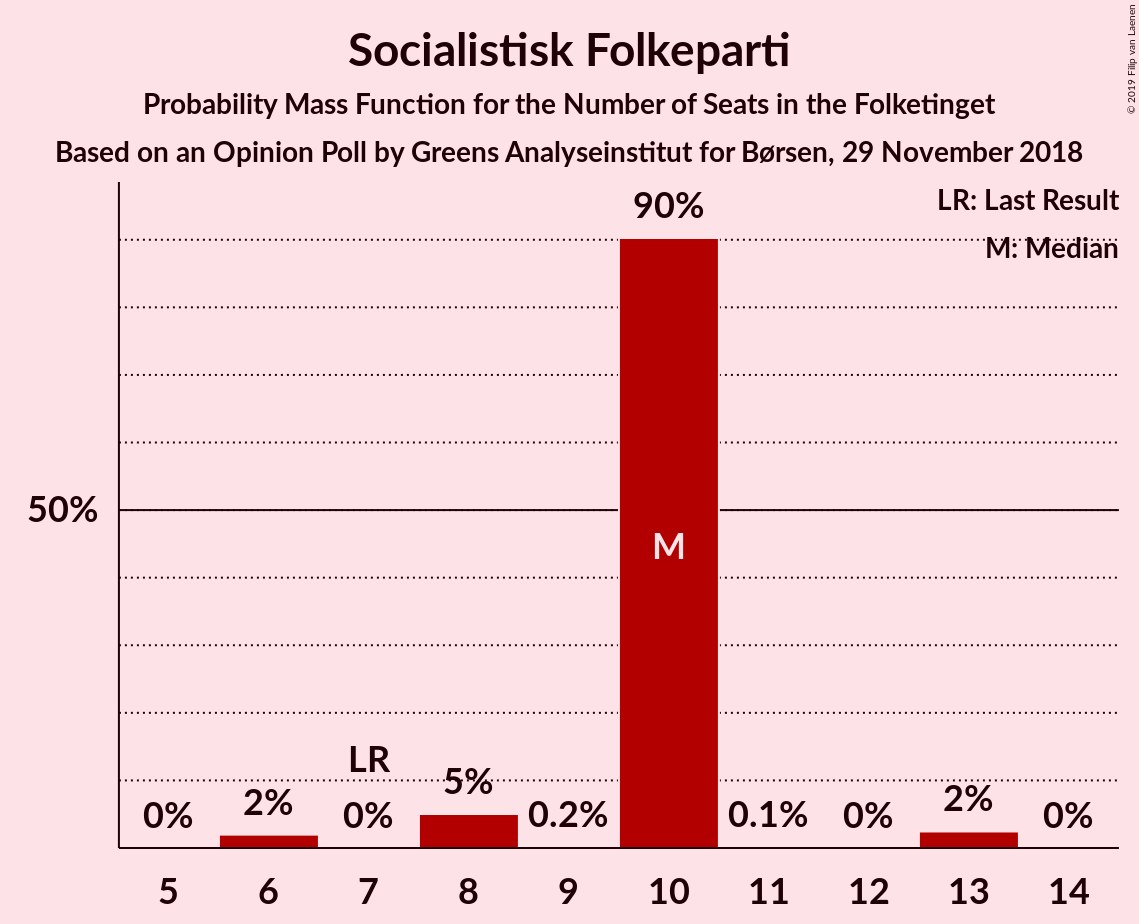 Socialistisk Folkeparti
Probability Mass Function for the Number of Seats in the Folketinget
Based on an Opinion Poll by Greens Analyseinstitut for Børsen, 29 November 2018
© 2019 Filip van Laenen
LR: Last Result
M: Median
90%
50%
M
LR
0%
2%
0%
5%
0.2%
0.1%
0%
2%
0%
5
6
7
8
9
10
11
12
13
14